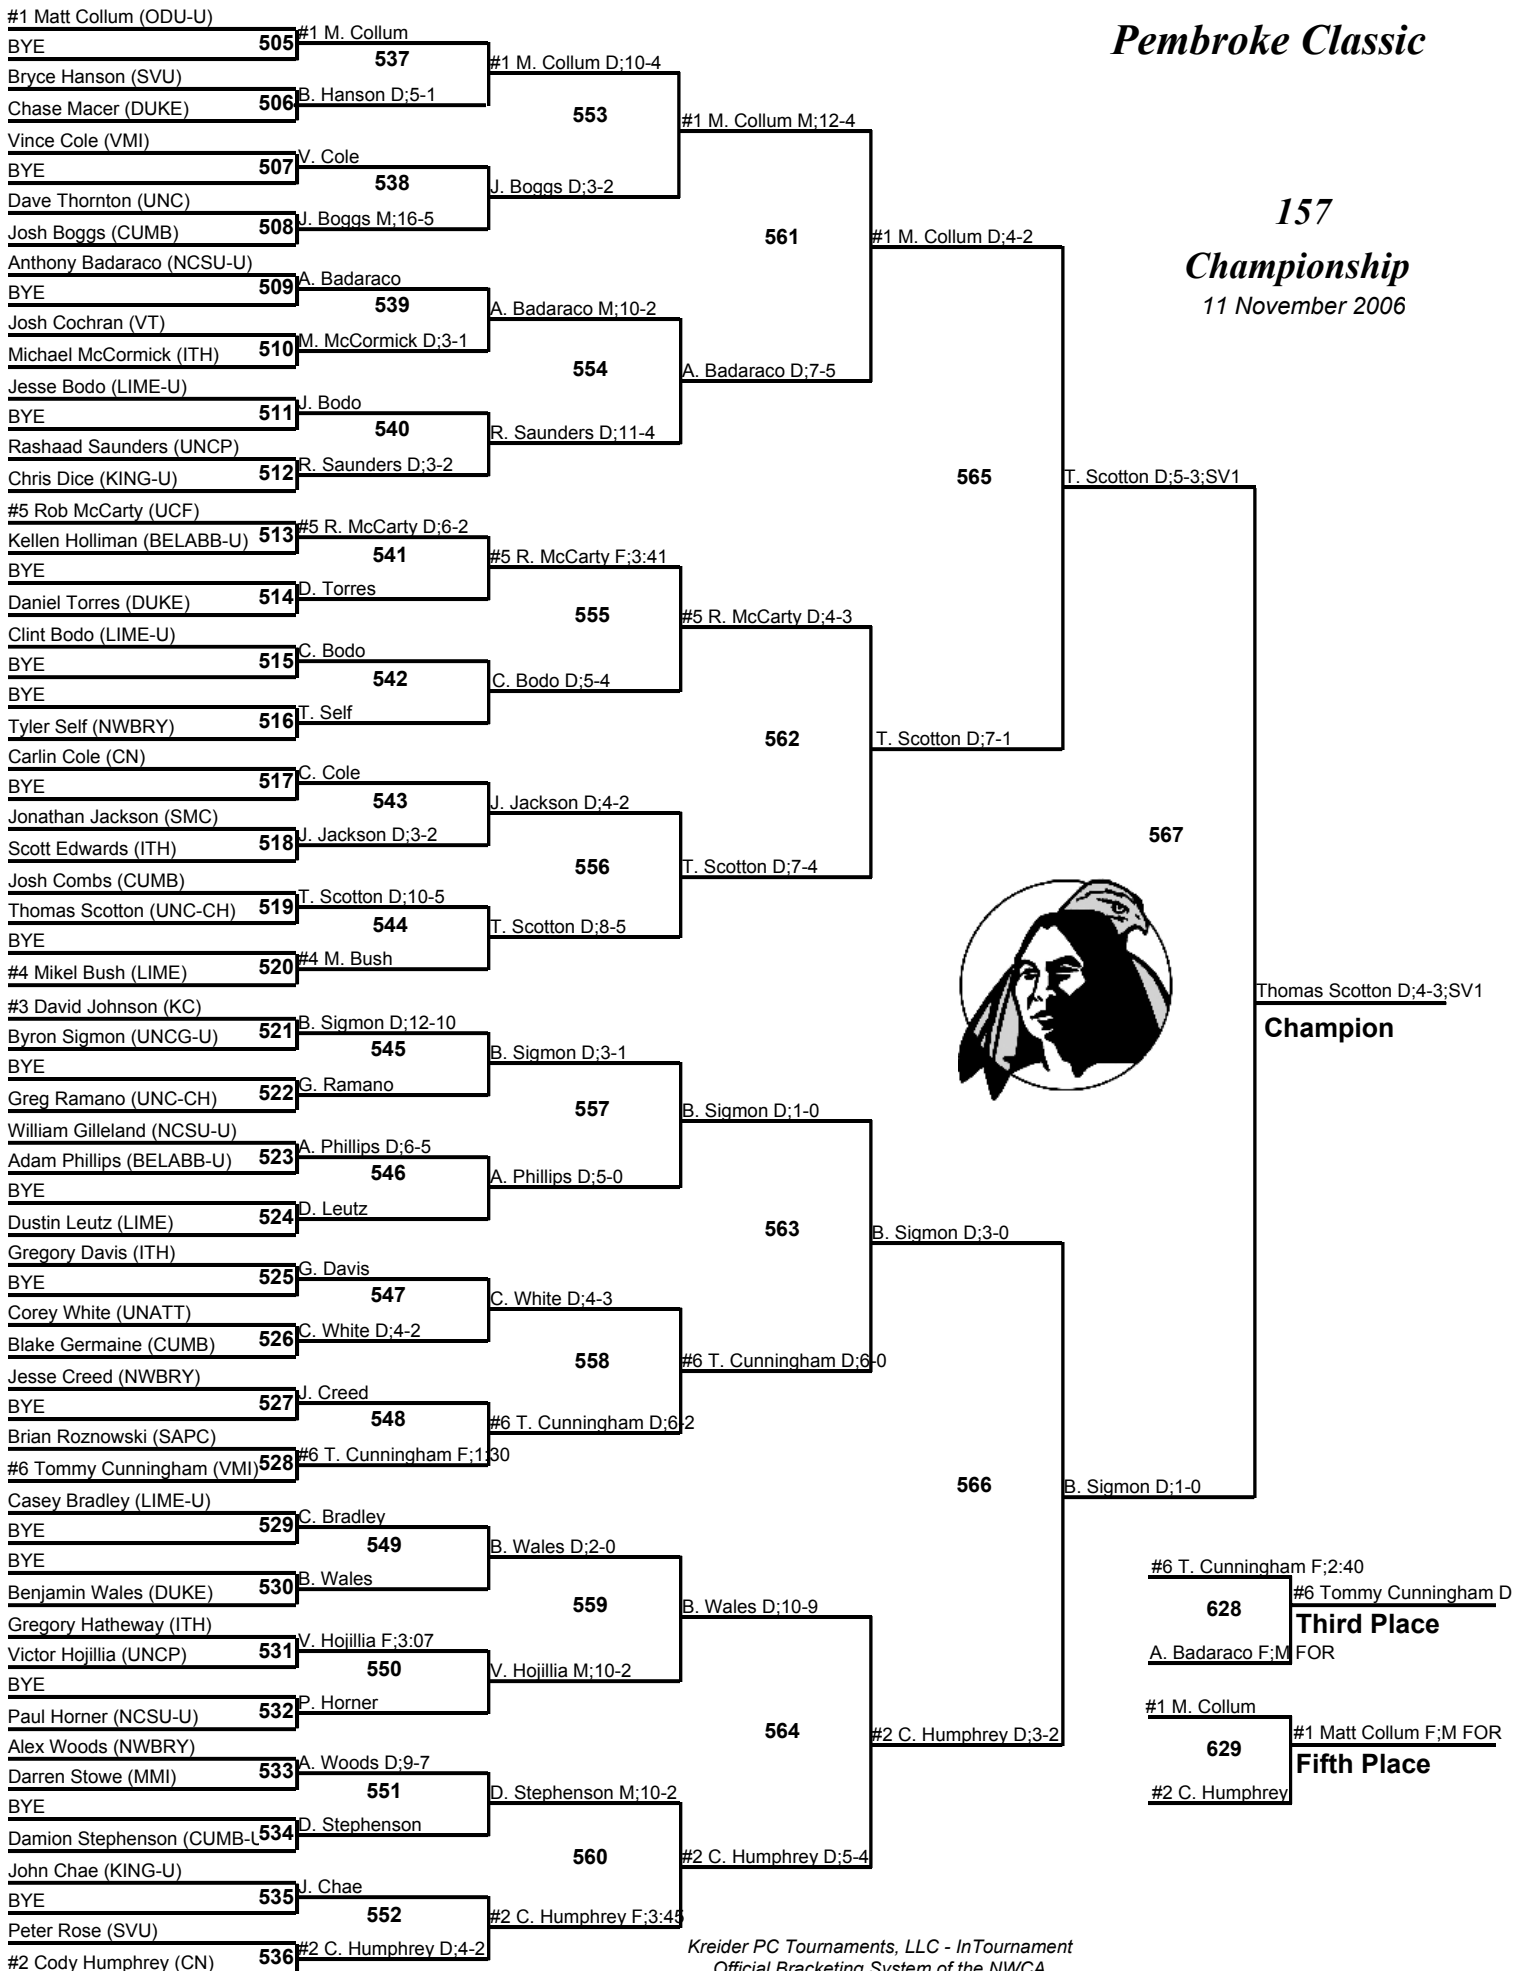 Pembroke Classic
157
Championship
11 November 2006
#1 Matt Collum (ODU-U)
BYE
505
Bryce Hanson (SVU)
Chase Macer (DUKE)
506
Vince Cole (VMI)
BYE
507
Dave Thornton (UNC)
Josh Boggs (CUMB)
508
Anthony Badaraco (NCSU-U)
BYE
509
Josh Cochran (VT)
Michael McCormick (ITH)
510
Jesse Bodo (LIME-U)
BYE
511
Rashaad Saunders (UNCP)
Chris Dice (KING-U)
512
#5 Rob McCarty (UCF)
Kellen Holliman (BELABB-U)
513
BYE
Daniel Torres (DUKE)
514
Clint Bodo (LIME-U)
BYE
515
BYE
Tyler Self (NWBRY)
516
Carlin Cole (CN)
BYE
517
Jonathan Jackson (SMC)
Scott Edwards (ITH)
518
Josh Combs (CUMB)
Thomas Scotton (UNC-CH)
519
BYE
#4 Mikel Bush (LIME)
520
#3 David Johnson (KC)
Byron Sigmon (UNCG-U)
521
BYE
Greg Ramano (UNC-CH)
522
William Gilleland (NCSU-U)
Adam Phillips (BELABB-U)
523
BYE
Dustin Leutz (LIME)
524
Gregory Davis (ITH)
BYE
525
Corey White (UNATT)
Blake Germaine (CUMB)
526
Jesse Creed (NWBRY)
BYE
527
Brian Roznowski (SAPC)
#6 Tommy Cunningham (VMI)
528
Casey Bradley (LIME-U)
BYE
529
BYE
Benjamin Wales (DUKE)
530
Gregory Hatheway (ITH)
Victor Hojillia (UNCP)
531
BYE
Paul Horner (NCSU-U)
532
Alex Woods (NWBRY)
Darren Stowe (MMI)
533
BYE
Damion Stephenson (CUMB-U
534
John Chae (KING-U)
BYE
535
Peter Rose (SVU)
#2 Cody Humphrey (CN)
536
#1 M. Collum
537
B. Hanson D;5-1
V. Cole
538
J. Boggs M;16-5
A. Badaraco
539
M. McCormick D;3-1
J. Bodo
540
R. Saunders D;3-2
#5 R. McCarty D;6-2
541
D. Torres
C. Bodo
542
T. Self
C. Cole
543
J. Jackson D;3-2
T. Scotton D;10-5
544
#4 M. Bush
B. Sigmon D;12-10
545
G. Ramano
A. Phillips D;6-5
546
D. Leutz
G. Davis
547
C. White D;4-2
J. Creed
548
#6 T. Cunningham F;1:30
C. Bradley
549
B. Wales
V. Hojillia F;3:07
550
P. Horner
A. Woods D;9-7
551
D. Stephenson
J. Chae
552
#2 C. Humphrey D;4-2
#1 M. Collum D;10-4
553
J. Boggs D;3-2
A. Badaraco M;10-2
554
R. Saunders D;11-4
#5 R. McCarty F;3:41
555
C. Bodo D;5-4
J. Jackson D;4-2
556
T. Scotton D;8-5
B. Sigmon D;3-1
557
A. Phillips D;5-0
C. White D;4-3
558
#6 T. Cunningham D;6-2
B. Wales D;2-0
559
V. Hojillia M;10-2
D. Stephenson M;10-2
560
#2 C. Humphrey F;3:45
#1 M. Collum M;12-4
561
A. Badaraco D;7-5
#5 R. McCarty D;4-3
562
T. Scotton D;7-4
B. Sigmon D;1-0
563
#6 T. Cunningham D;6-0
B. Wales D;10-9
564
#2 C. Humphrey D;5-4
#1 M. Collum D;4-2
565
T. Scotton D;7-1
B. Sigmon D;3-0
566
#2 C. Humphrey D;3-2
T. Scotton D;5-3;SV1
567
B. Sigmon D;1-0
Thomas Scotton D;4-3;SV1
Champion
#6 T. Cunningham F;2:40
628
A. Badaraco F;M FOR
#6 Tommy Cunningham D
Third Place
#1 M. Collum
629
#2 C. Humphrey
#1 Matt Collum F;M FOR
Fifth Place
Kreider PC Tournaments, LLC - InTournament
Official Bracketing System of the NWCA